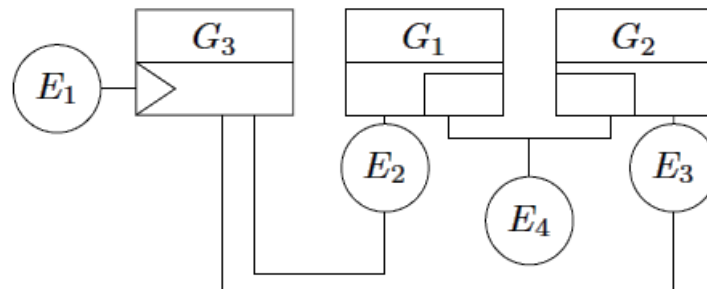 G₃ G₁ G₂
E₁ E₂ E₄ E₃